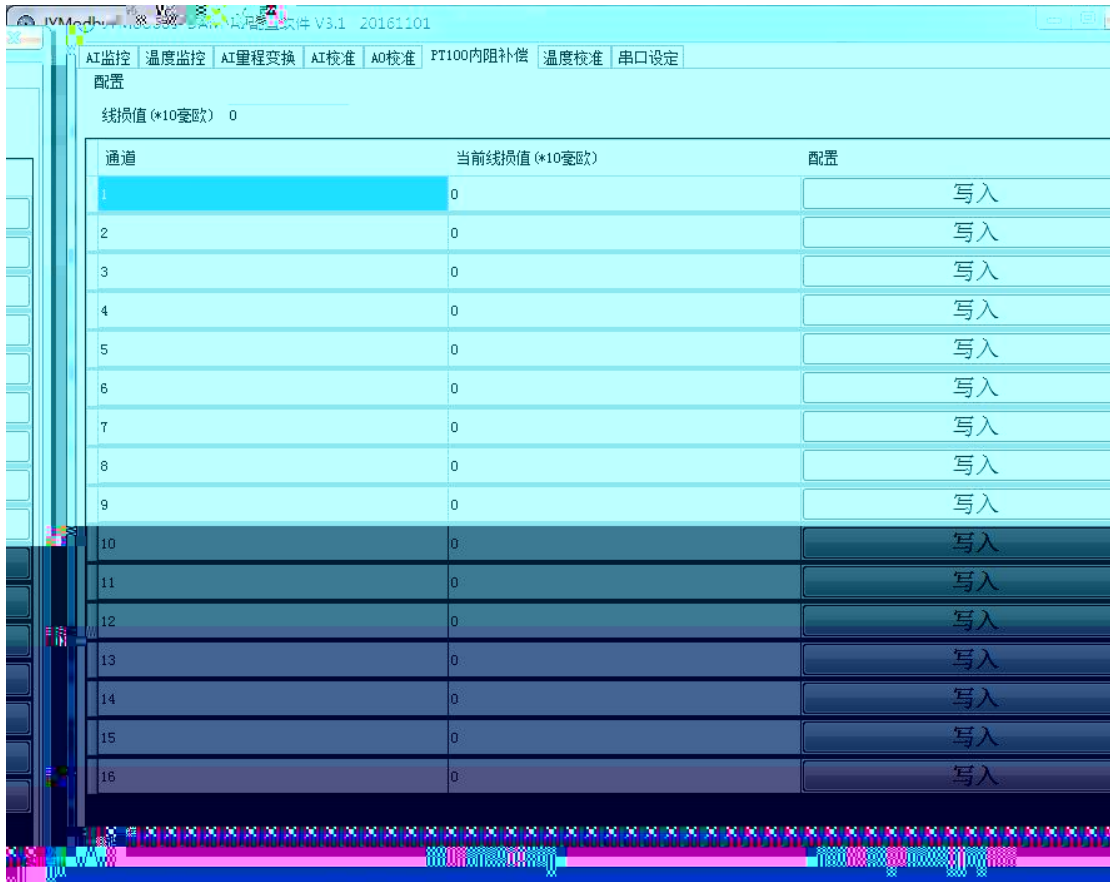 JYModbu
配置软件 V3.1 20161101
AI监控 温度监控 AI量程变换 AI校准 AO校准 PT100内阻补偿 温度校准 串口设定
配置
线损值(*10毫欧) 0
通道 当前线损值(*10毫欧) 配置
1 0 写入
2 0 写入
3 0 写入
4 0 写入
5 0 写入
6 0 写入
7 0 写入
8 0 写入
9 0 写入
10 0 写入
11 0 写入
12 0 写入
13 0 写入
14 0 写入
15 0 写入
16 0 写入